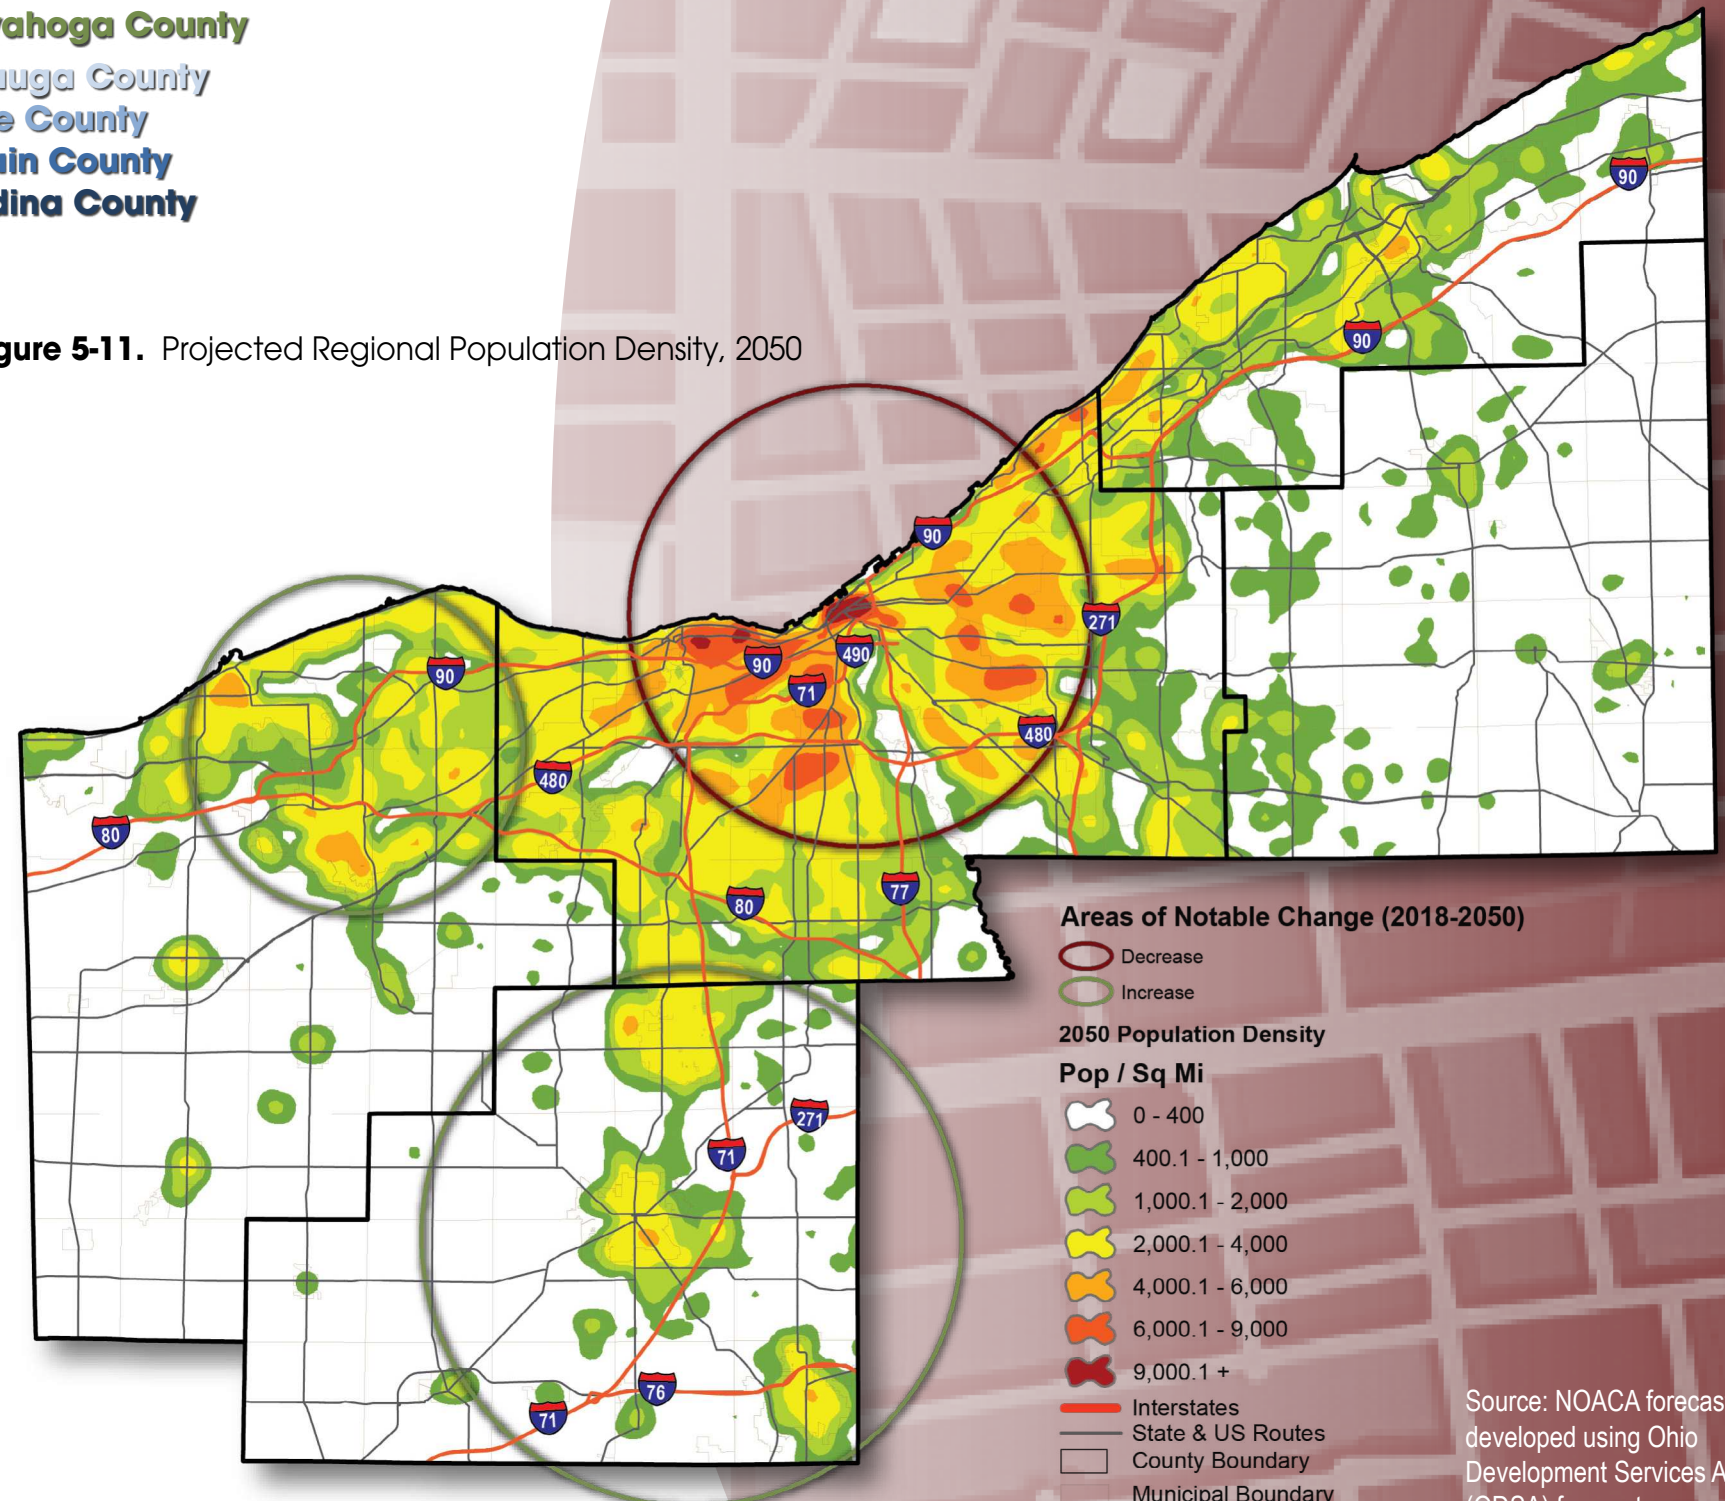 ahoga County
uga County
e County
in County
dina County
gure 5-11. Projected Regional Population Density, 2050
90
90
90
271
90
490
90
71
480
480
80
80
77
271
71
76
71
Areas of Notable Change (2018-2050)
Decrease
Increase
2050 Population Density
Pop / Sq Mi
0 - 400
400.1 - 1,000
1,000.1 - 2,000
2,000.1 - 4,000
4,000.1 - 6,000
6,000.1 - 9,000
9,000.1 +
Interstates
State & US Routes
County Boundary
Municipal Boundary
Source: NOACA forecas
developed using Ohio
Development Services A